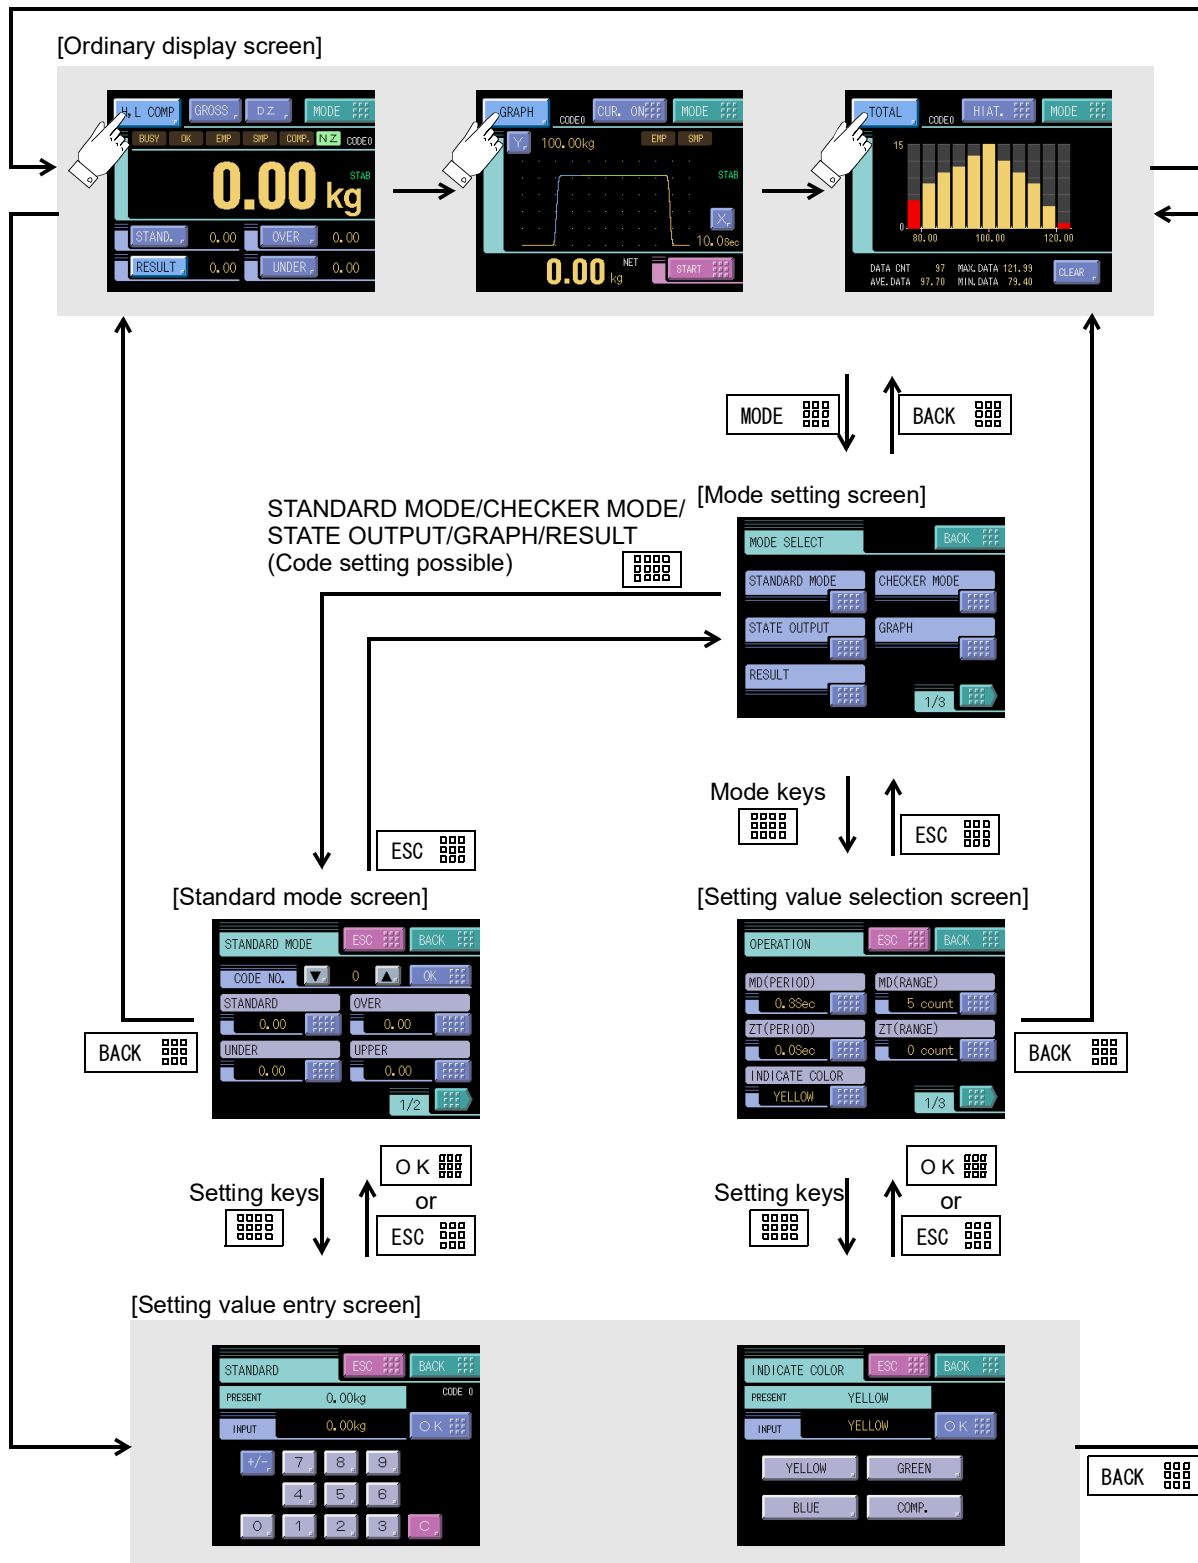 [Ordinary display screen]
H,L COMP GROSS DZ MODE
BUSY OK EMP SMP COMP. NZ CODE0
STAB
0.00 kg
STAND. 0.00 OVER 0.00
RESULT 0.00 UNDER 0.00
GRAPH CODE0 CUR. ON MODE
Y 100.00kg EMP SMP
STAB
X
10.0Sec
0.00 kg NET START
TOTAL CODE0 HIAT. MODE
15
0
80.00 100.00 120.00
DATA CNT 97 MAX.DATA 121.99
AVE.DATA 97.70 MIN.DATA 79.40
CLEAR
MODE
BACK
[Mode setting screen]
STANDARD MODE/CHECKER MODE/
STATE OUTPUT/GRAPH/RESULT
(Code setting possible)
MODE SELECT BACK
STANDARD MODE CHECKER MODE
STATE OUTPUT GRAPH
RESULT
1/3
Mode keys
ESC
ESC
[Standard mode screen]
[Setting value selection screen]
STANDARD MODE ESC BACK
CODE NO. ▼ 0 ▲ OK
STANDARD OVER
0.00 0.00
UNDER UPPER
0.00 0.00
1/2
BACK
OPERATION ESC BACK
MD(PERIOD) MD(RANGE)
0.3Sec 5 count
ZT(PERIOD) ZT(RANGE)
0.0Sec 0 count
INDICATE COLOR
YELLOW
1/3
BACK
Setting keys
OK
or
ESC
Setting keys
OK
or
ESC
[Setting value entry screen]
STANDARD ESC BACK
PRESENT 0.00kg CODE 0
INPUT 0.00kg OK
+/- 7 8 9
4 5 6
0 1 2 3 C
INDICATE COLOR ESC BACK
PRESENT YELLOW
INPUT YELLOW OK
YELLOW GREEN
BLUE COMP.
BACK